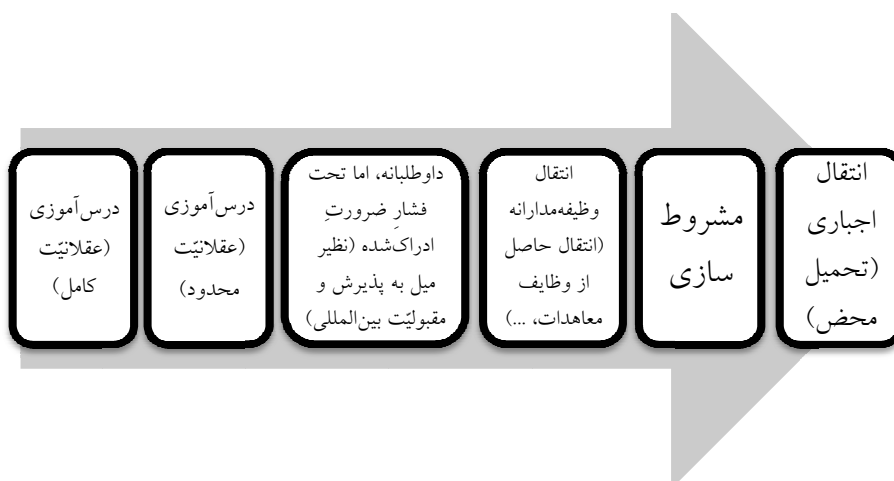 انتقال
اجباری
(تحمیل
محض)
مشروط
سازی
انتقال
وظیفه‌مدارانه
(انتقال حاصل
از وظایف
معاهدات، ...)
داوطلبانه، اما تحت
فشارِ ضرورتِ
ادراک‌شده (نظیر
میل به پذیرش و
مقبولیّت بین‌المللی)
درس‌آموزی
(عقلانیّت
محدود)
درس‌آموزی
(عقلانیّت
کامل)